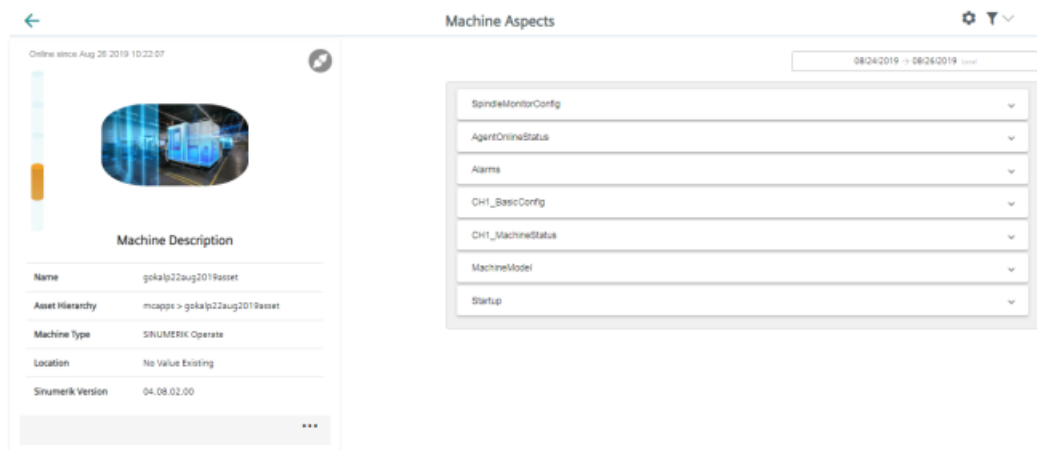 Machine Aspects
Online since Aug 26 2019 10:22:07
08/24/2019 → 08/26/2019 Local
Machine Description
Name gokalp22aug2019asset
Asset Hierarchy mcapps > gokalp22aug2019asset
Machine Type SINUMERIK Operate
Location No Value Existing
Sinumerik Version 04.08.02.00
SpindleMonitorConfig
AgentOnlineStatus
Alarms
CH1_BasicConfig
CH1_MachineStatus
MachineModel
Startup